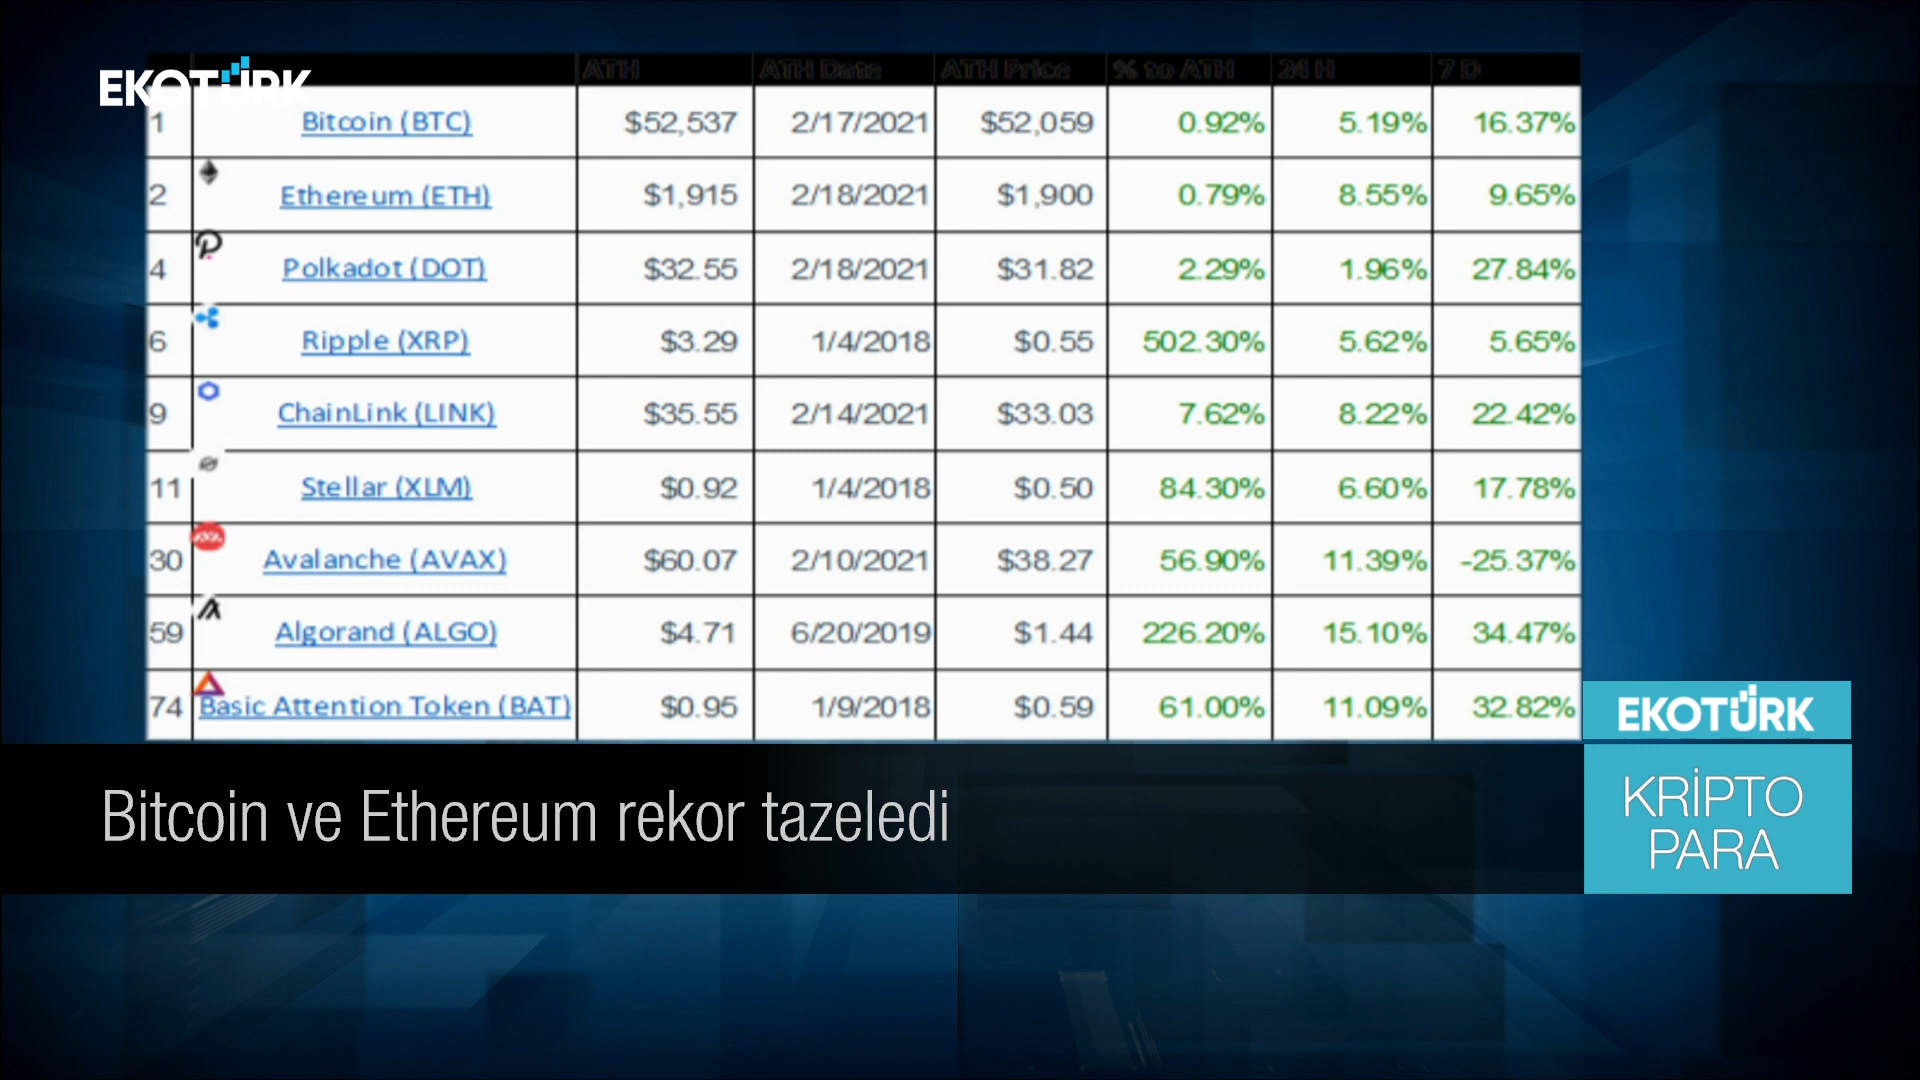 EKOTÜRK
ATH ATH Date ATH Price % to ATH 24 H 7 D
1 Bitcoin (BTC) $52,537 2/17/2021 $52,059 0.92% 5.19% 16.37%
2 Ethereum (ETH) $1,915 2/18/2021 $1,900 0.79% 8.55% 9.65%
4 Polkadot (DOT) $32.55 2/18/2021 $31.82 2.29% 1.96% 27.84%
6 Ripple (XRP) $3.29 1/4/2018 $0.55 502.30% 5.62% 5.65%
9 ChainLink (LINK) $35.55 2/14/2021 $33.03 7.62% 8.22% 22.42%
11 Stellar (XLM) $0.92 1/4/2018 $0.50 84.30% 6.60% 17.78%
30 Avalanche (AVAX) $60.07 2/10/2021 $38.27 56.90% 11.39% -25.37%
59 Algorand (ALGO) $4.71 6/20/2019 $1.44 226.20% 15.10% 34.47%
74 Basic Attention Token (BAT) $0.95 1/9/2018 $0.59 61.00% 11.09% 32.82%
EKOTÜRK
Bitcoin ve Ethereum rekor tazeledi
KRİPTO
PARA